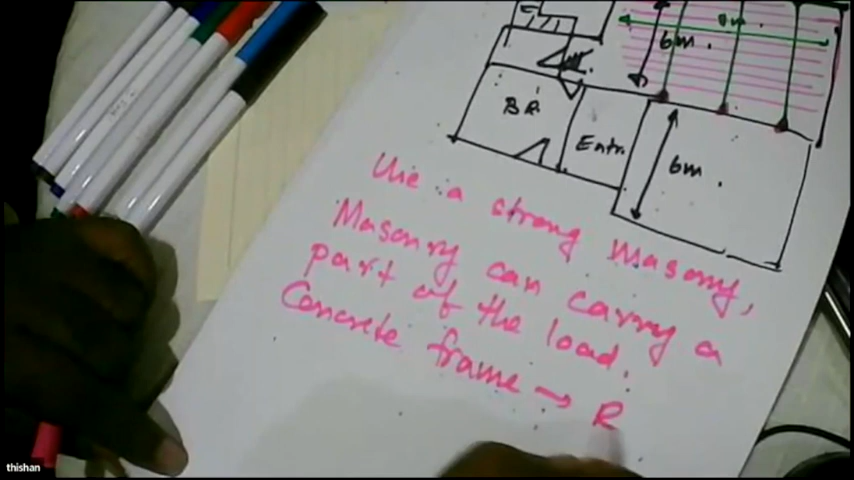 6m.
BR
Entr.
6m.
Use a strong masonry,
Masonry can carry a
part of the load.
Concrete frame → R
thishan